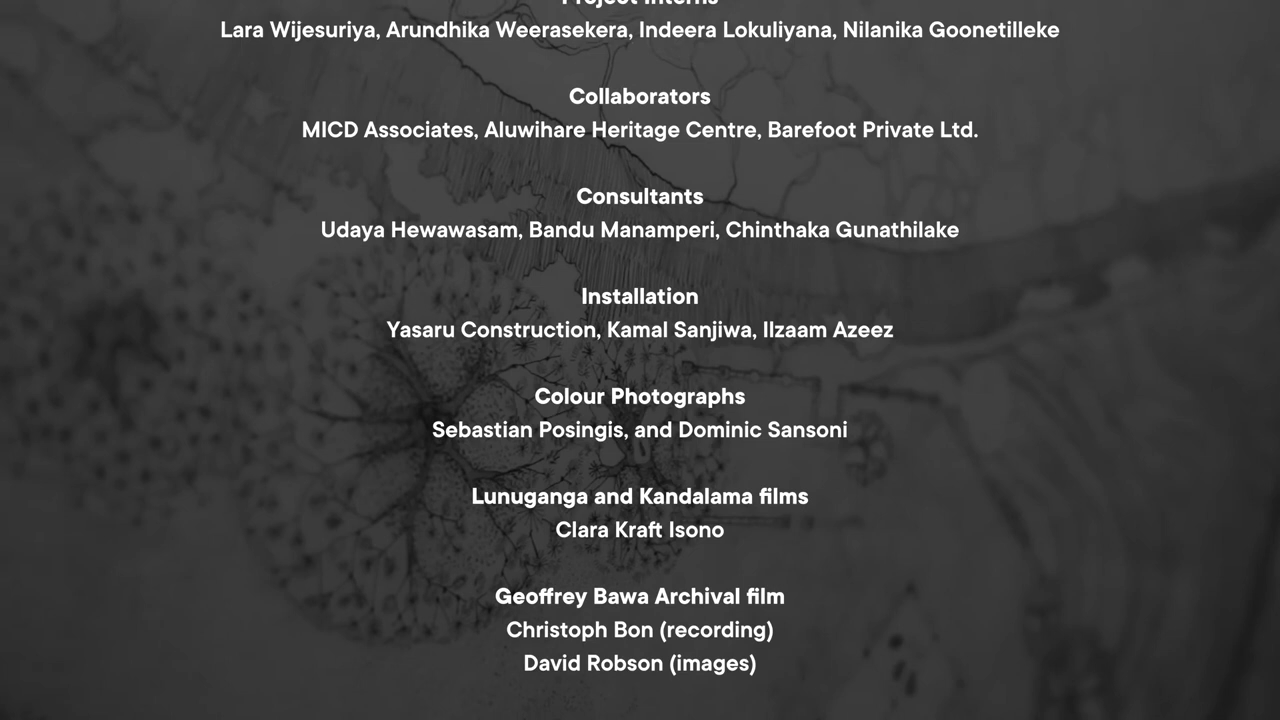 Project Interns
Lara Wijesuriya, Arundhika Weerasekera, Indeera Lokuliyana, Nilanika Goonetilleke
Collaborators
MICD Associates, Aluwihare Heritage Centre, Barefoot Private Ltd.
Consultants
Udaya Hewawasam, Bandu Manamperi, Chinthaka Gunathilake
Installation
Yasaru Construction, Kamal Sanjiwa, Ilzaam Azeez
Colour Photographs
Sebastian Posingis, and Dominic Sansoni
Lunuganga and Kandalama films
Clara Kraft Isono
Geoffrey Bawa Archival film
Christoph Bon (recording)
David Robson (images)